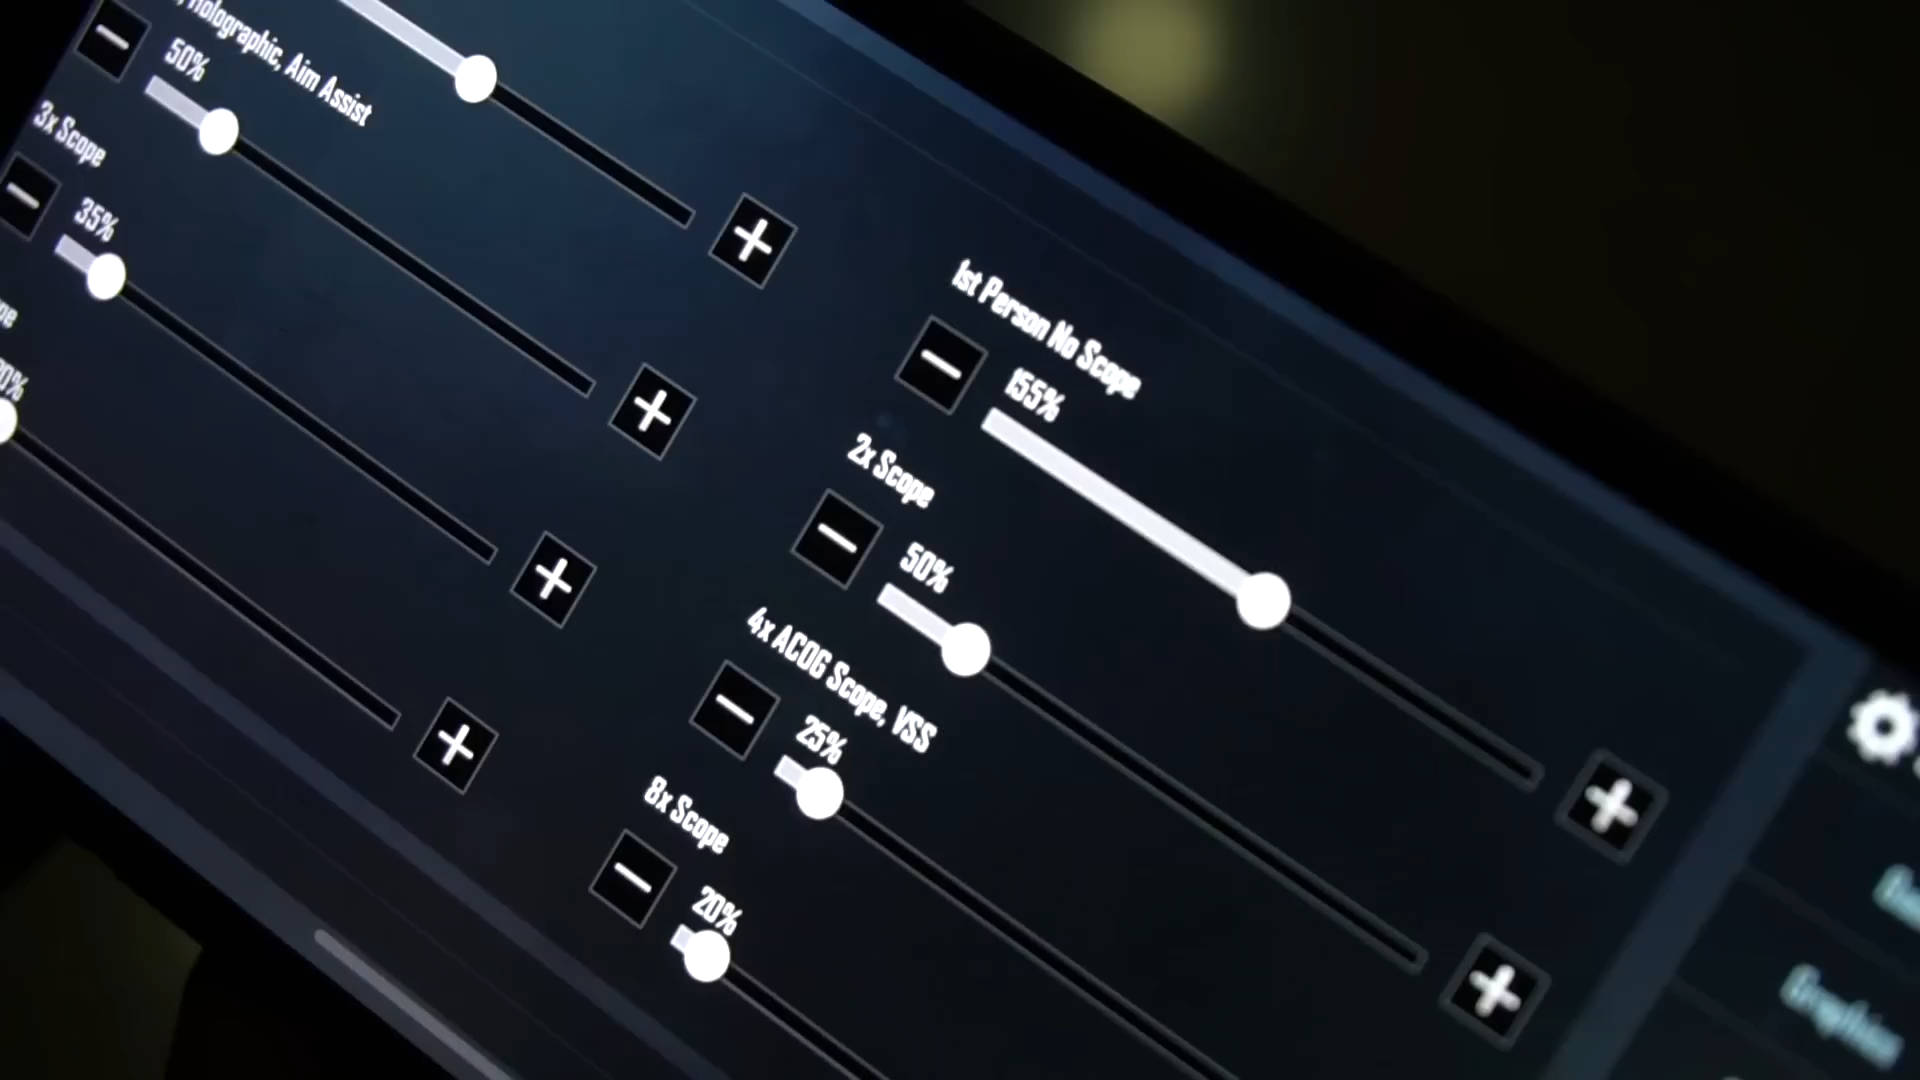 Holographic, Aim Assist
50%
3x Scope
35%
1st Person No Scope
155%
2x Scope
50%
4x ACOG Scope, VSS
25%
8x Scope
20%
Graphics